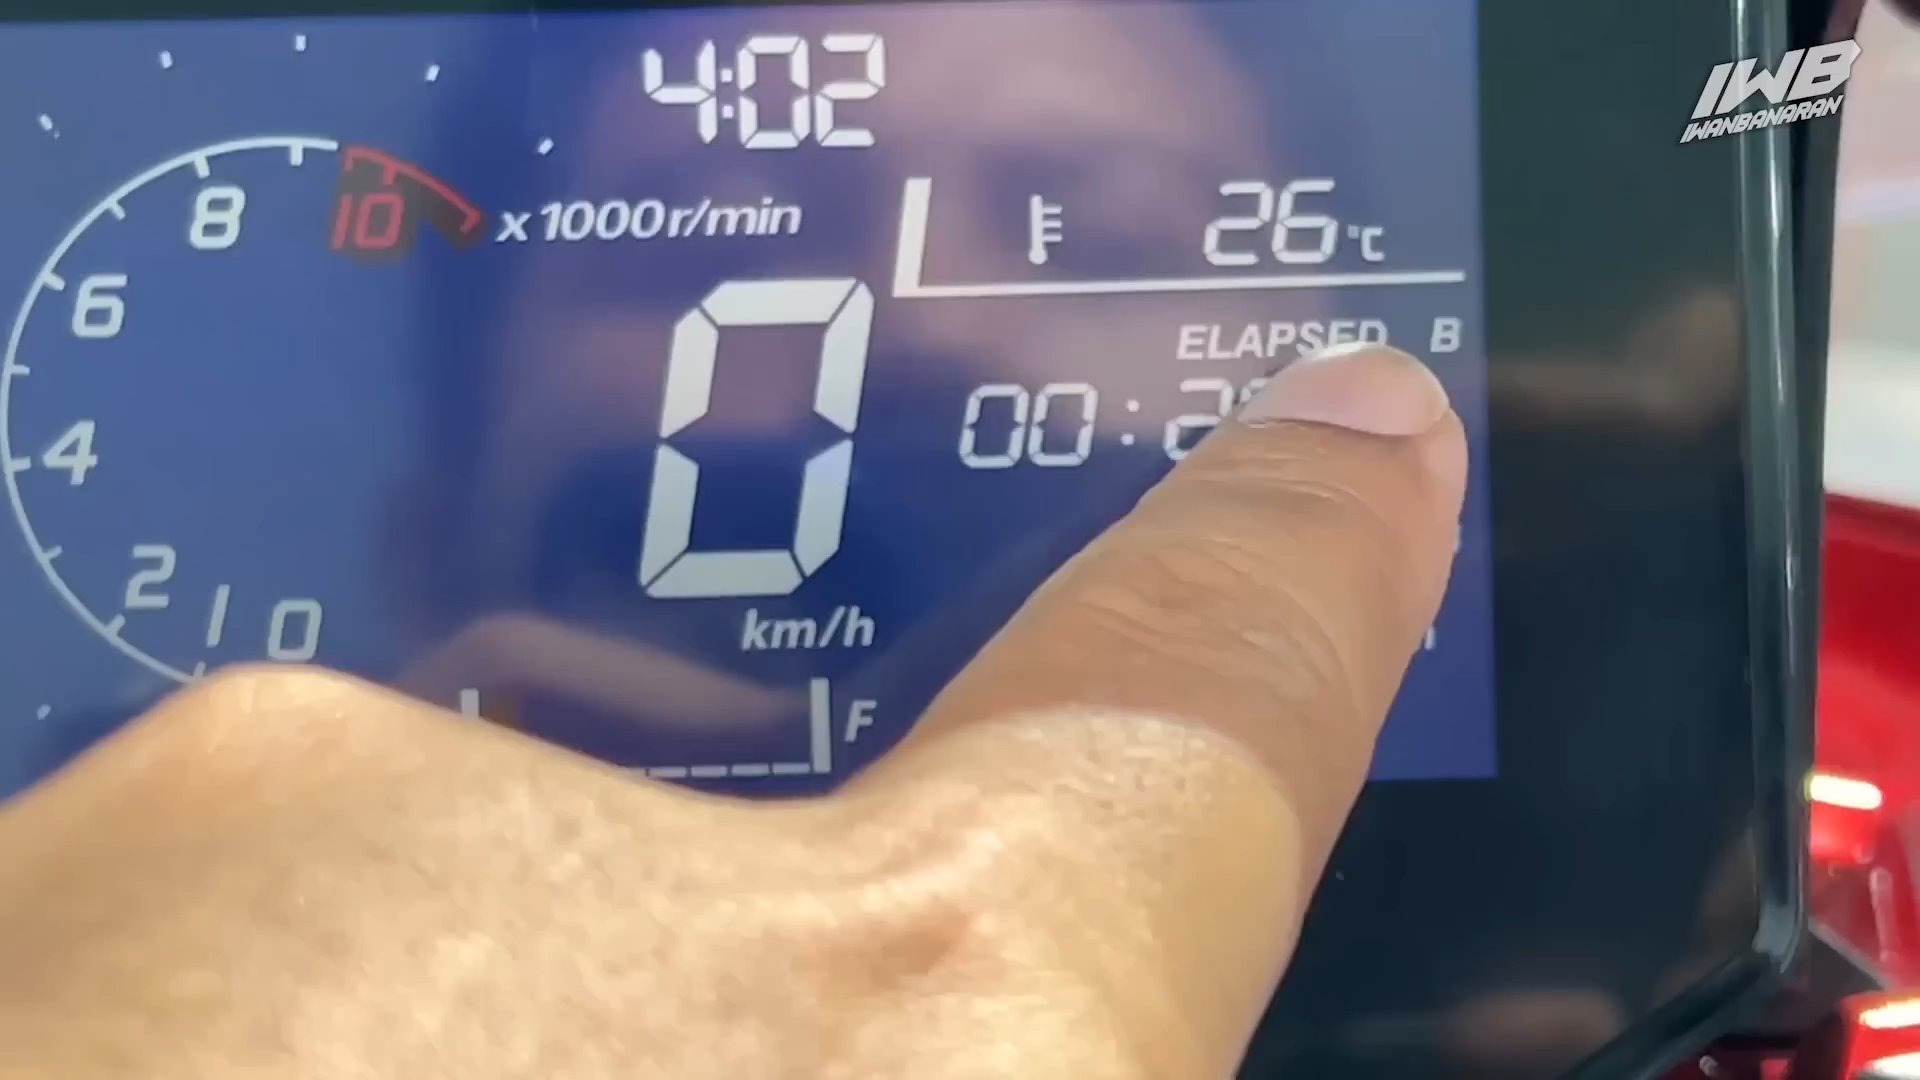 4:02
IWB
IWANBANARAN
8
10
x1000r/min
26°C
6
0
ELAPSED B
00:2
4
2
1
0
km/h
F